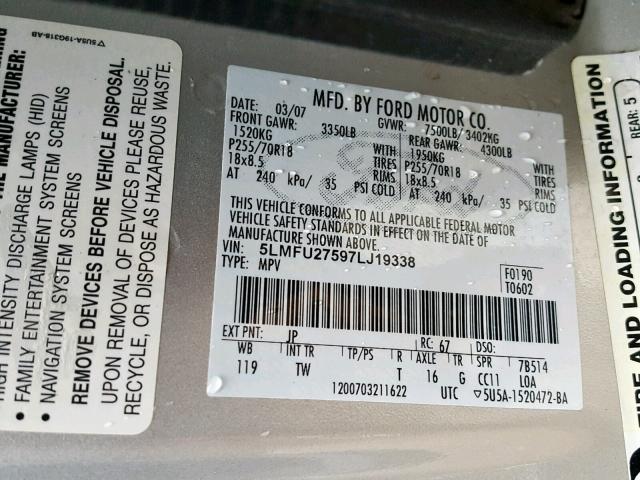 ▽5U5A-19G318-AB
MANUFACTURER:
HIGH INTENSITY DISCHARGE LAMPS (HID)
• FAMILY ENTERTAINMENT SYSTEM SCREENS
• NAVIGATION SYSTEM SCREENS
REMOVE DEVICES BEFORE VEHICLE DISPOSAL.
UPON REMOVAL OF DEVICES PLEASE REUSE,
RECYCLE, OR DISPOSE AS HAZARDOUS WASTE.
MFD. BY FORD MOTOR CO.
DATE: 03/07 GVWR: 7500LB/ 3402KG
FRONT GAWR: 3350LB REAR GAWR: 4300LB
1520KG WITH 1950KG WITH
P255/70R18 TIRES P255/70R18 TIRES
18x8.5 RIMS 18x8.5 RIMS
AT 240 kPa/ 35 PSI COLD AT 240 kPa/ 35 PSI COLD
THIS VEHICLE CONFORMS TO ALL APPLICABLE FEDERAL MOTOR
VEHICLE SAFETY STANDARDS IN EFFECT ON THE DATE OF
MANUFACTURE SHOWN ABOVE.
VIN: 5LMFU27597LJ19338
TYPE: MPV
F0190
T0602
EXT PNT: JP RC: 67 DSO:
WB INT TR TP/PS R AXLE TR SPR 7B514
119 TW T 16 G CC11 LOA
1200703211622 UTC ▽5U5A-1520472-BA
TIRE AND LOADING INFORMATION
REAR: 5